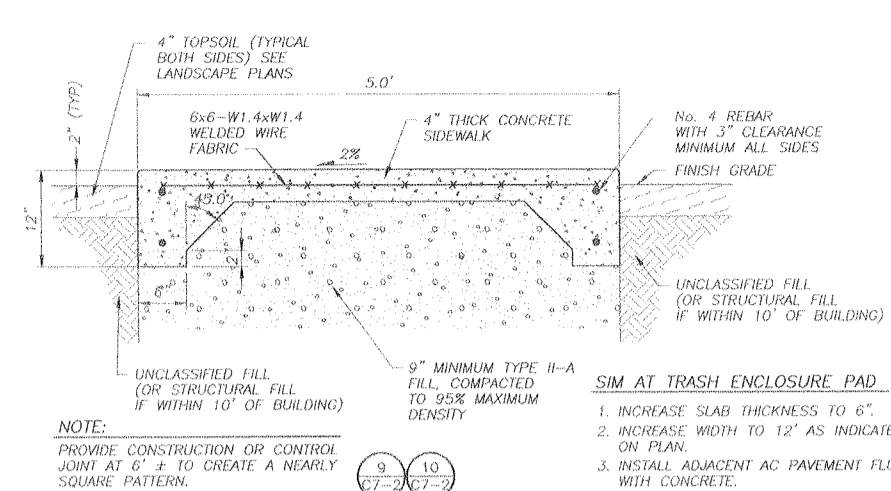 4" TOPSOIL (TYPICAL
BOTH SIDES) SEE
LANDSCAPE PLANS
5.0'
2" (TYP)
6x6-W1.4xW1.4
WELDED WIRE
FABRIC
4" THICK CONCRETE
SIDEWALK
No. 4 REBAR
WITH 3" CLEARANCE
MINIMUM ALL SIDES
2%
FINISH GRADE
12"
45.0°
2"
6"
UNCLASSIFIED FILL
(OR STRUCTURAL FILL
IF WITHIN 10' OF BUILDING)
UNCLASSIFIED FILL
(OR STRUCTURAL FILL
IF WITHIN 10' OF BUILDING)
9" MINIMUM TYPE II-A
FILL, COMPACTED
TO 95% MAXIMUM
DENSITY
SIM AT TRASH ENCLOSURE PAD
1. INCREASE SLAB THICKNESS TO 6".
2. INCREASE WIDTH TO 12' AS INDICATE
ON PLAN.
3. INSTALL ADJACENT AC PAVEMENT FLU
WITH CONCRETE.
NOTE:
PROVIDE CONSTRUCTION OR CONTROL
JOINT AT 6' ± TO CREATE A NEARLY
SQUARE PATTERN.
9
C7-2
10
C7-2